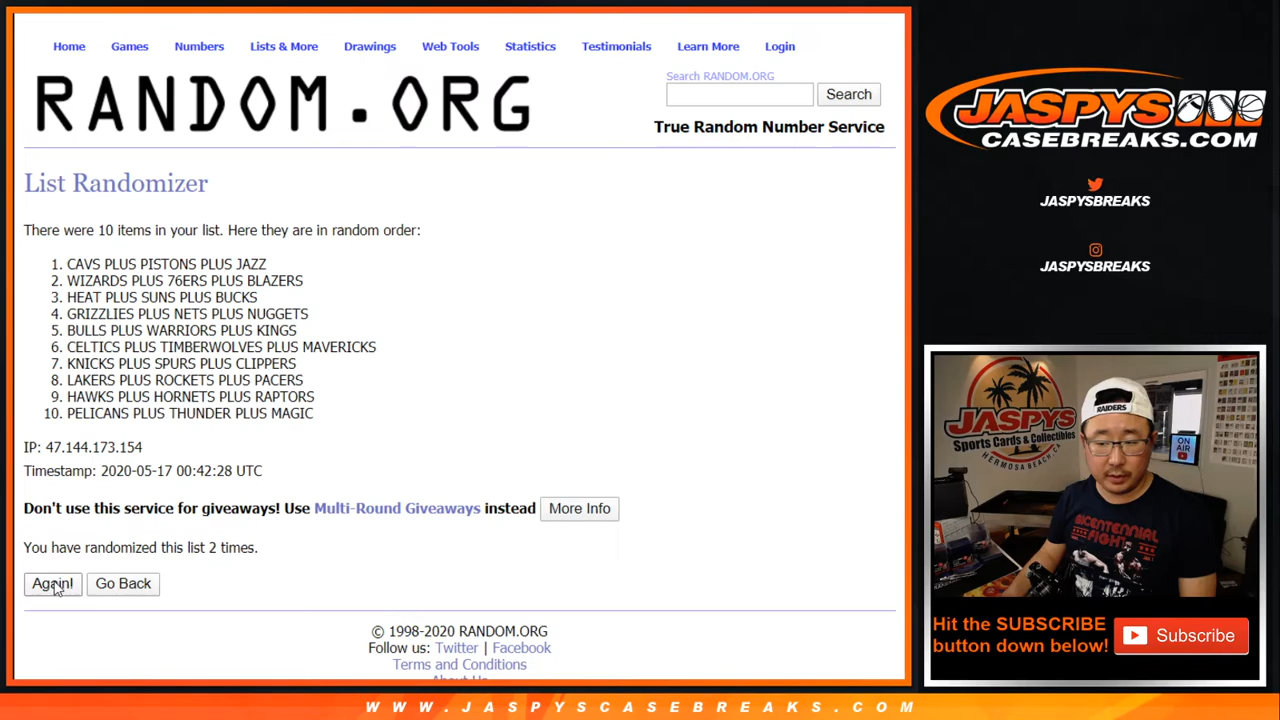 Home Games Numbers Lists & More Drawings Web Tools Statistics Testimonials Learn More Login
RANDOM.ORG
Search RANDOM.ORG
Search
True Random Number Service
List Randomizer
There were 10 items in your list. Here they are in random order:
1. CAVS PLUS PISTONS PLUS JAZZ
2. WIZARDS PLUS 76ERS PLUS BLAZERS
3. HEAT PLUS SUNS PLUS BUCKS
4. GRIZZLIES PLUS NETS PLUS NUGGETS
5. BULLS PLUS WARRIORS PLUS KINGS
6. CELTICS PLUS TIMBERWOLVES PLUS MAVERICKS
7. KNICKS PLUS SPURS PLUS CLIPPERS
8. LAKERS PLUS ROCKETS PLUS PACERS
9. HAWKS PLUS HORNETS PLUS RAPTORS
10. PELICANS PLUS THUNDER PLUS MAGIC
IP: 47.144.173.154
Timestamp: 2020-05-17 00:42:28 UTC
Don't use this service for giveaways! Use Multi-Round Giveaways instead More Info
You have randomized this list 2 times.
Again! Go Back
© 1998-2020 RANDOM.ORG
Follow us: Twitter | Facebook
Terms and Conditions
About Us
JASPYS
CASEBREAKS.COM
JASPYSBREAKS
JASPYSBREAKS
JASPYS
Sports Cards & Collectibles
HERMOSA BEACH, CA
RAIDERS
ON AIR
BICENTENNIAL
FIGHT
Hit the SUBSCRIBE
button down below!
Subscribe
WWW.JASPYSCASEBREAKS.COM